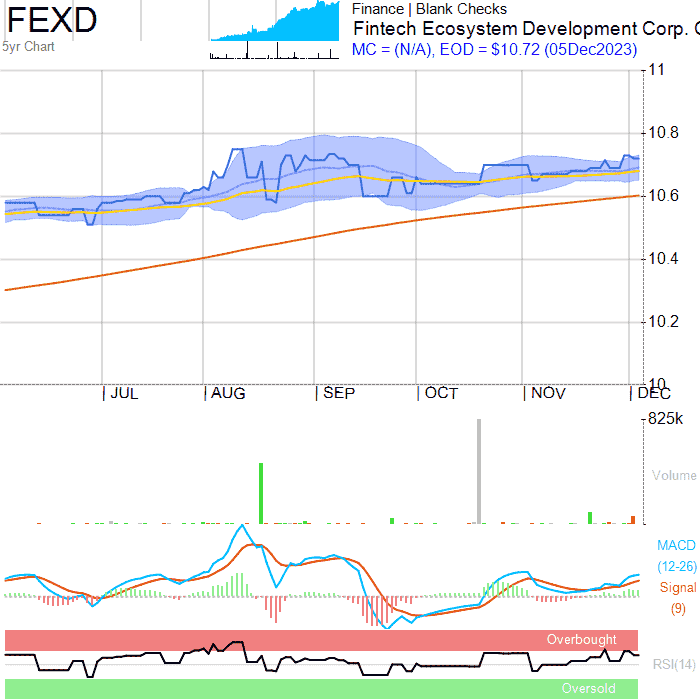 FEXD
5yr Chart
Finance | Blank Checks
Fintech Ecosystem Development Corp.
MC = (N/A), EOD = $10.72 (05Dec2023)
11
10.8
10.6
10.4
10.2
10
JUL AUG SEP OCT NOV DEC
825k
Volume
MACD
(12-26)
Signal
(9)
Overbought
RSI(14)
Oversold